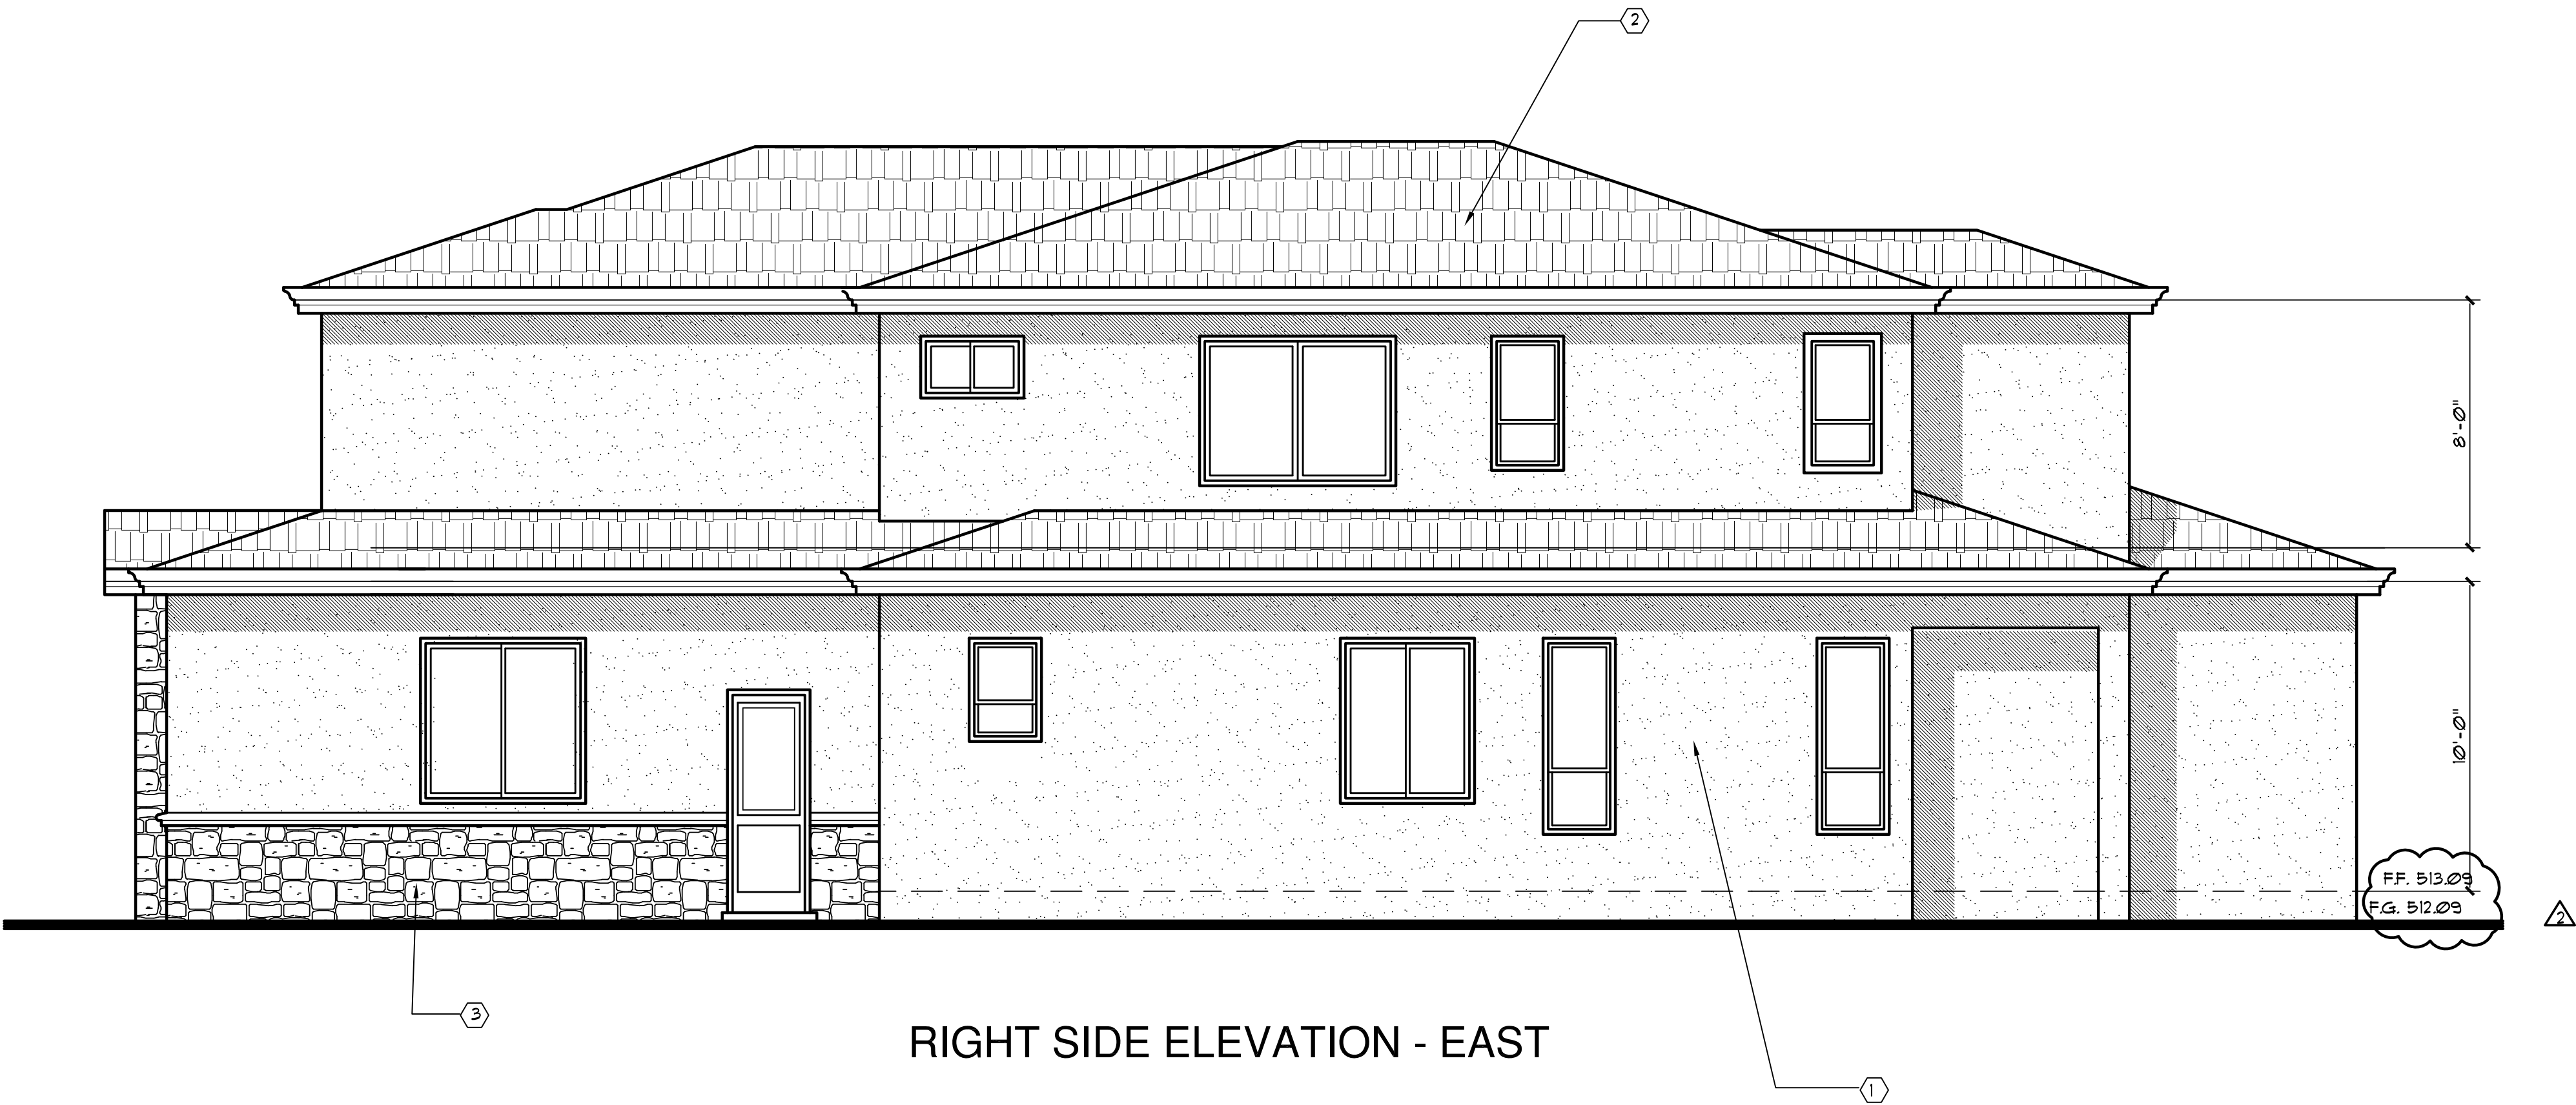 2
8'-0"
10'-0"
F.F. 513.09
F.G. 512.09
2
3
RIGHT SIDE ELEVATION - EAST
1